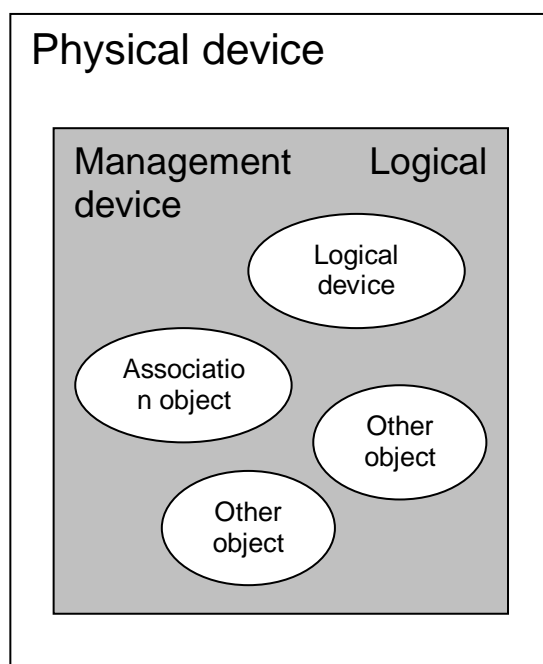 Physical device
Management Logical
device
Logical
device
Associatio
n object
Other
object
Other
object